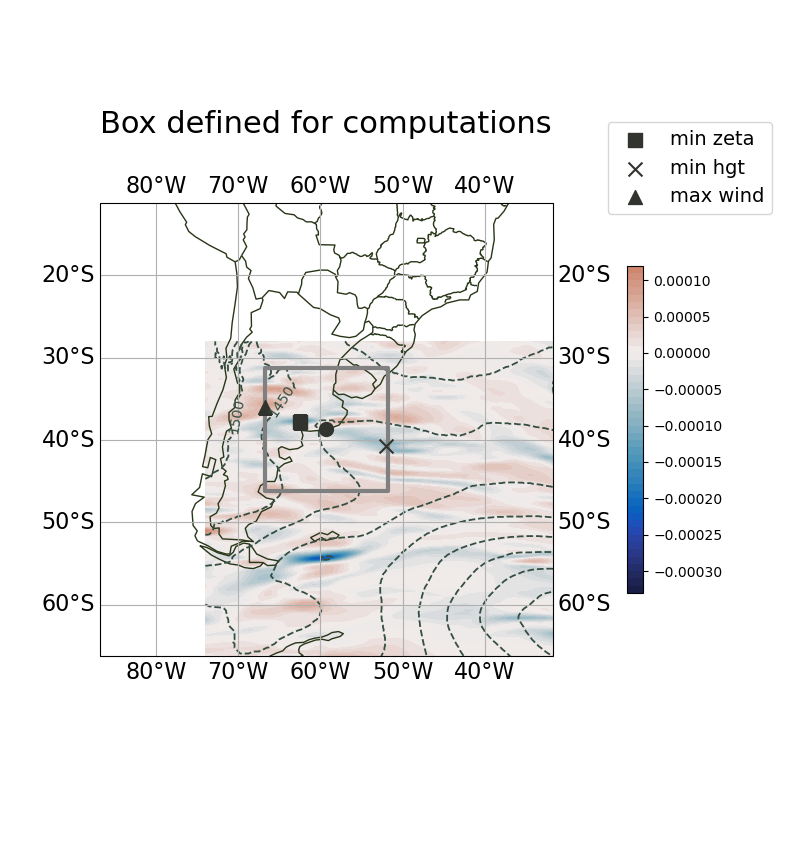 Box defined for computations
min zeta
min hgt
max wind
80°W 70°W 60°W 50°W 40°W
20°S 20°S
30°S 30°S
40°S 40°S
50°S 50°S
60°S 60°S
1500
1450
80°W 70°W 60°W 50°W 40°W
0.00010
0.00005
0.00000
−0.00005
−0.00010
−0.00015
−0.00020
−0.00025
−0.00030